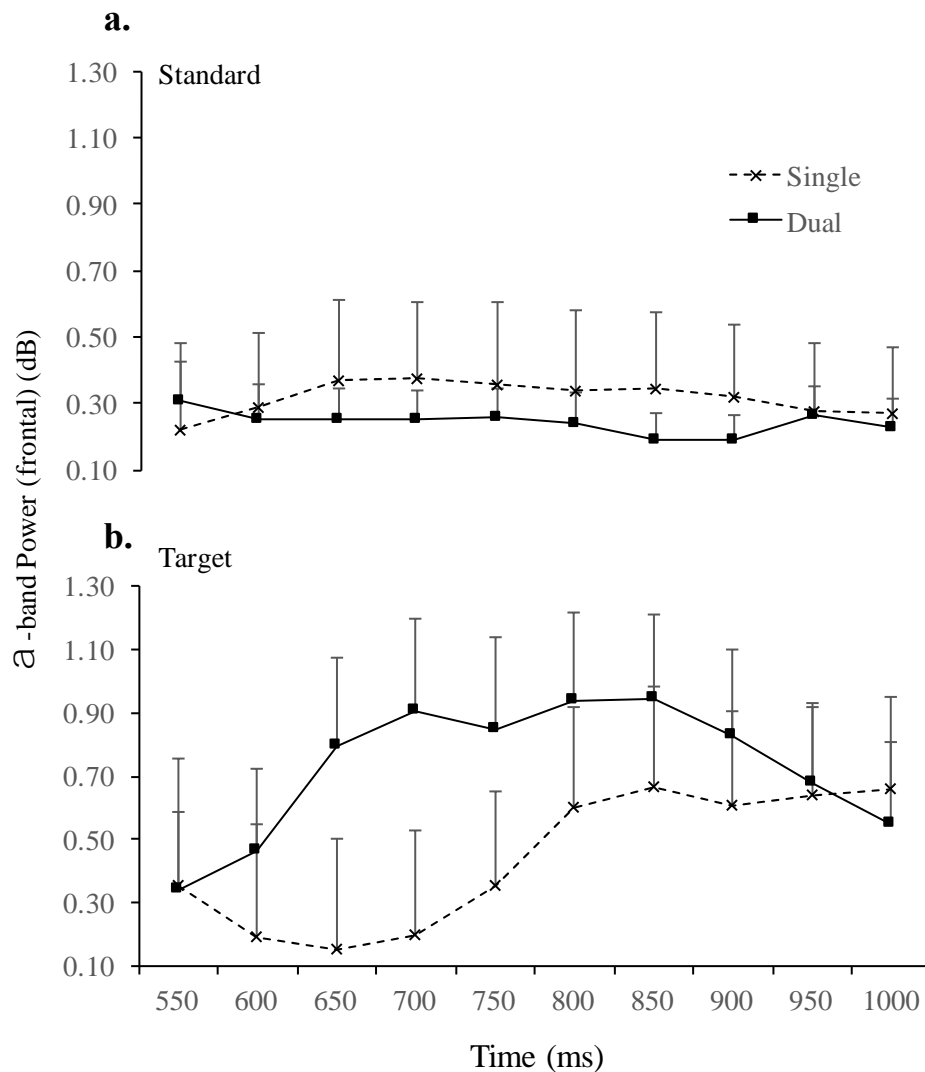 a.
Standard
1.30
1.10
0.90
0.70
0.50
0.30
0.10
Single
Dual
a -band Power (frontal) (dB)
b.
Target
1.30
1.10
0.90
0.70
0.50
0.30
0.10
550 600 650 700 750 800 850 900 950 1000
Time (ms)